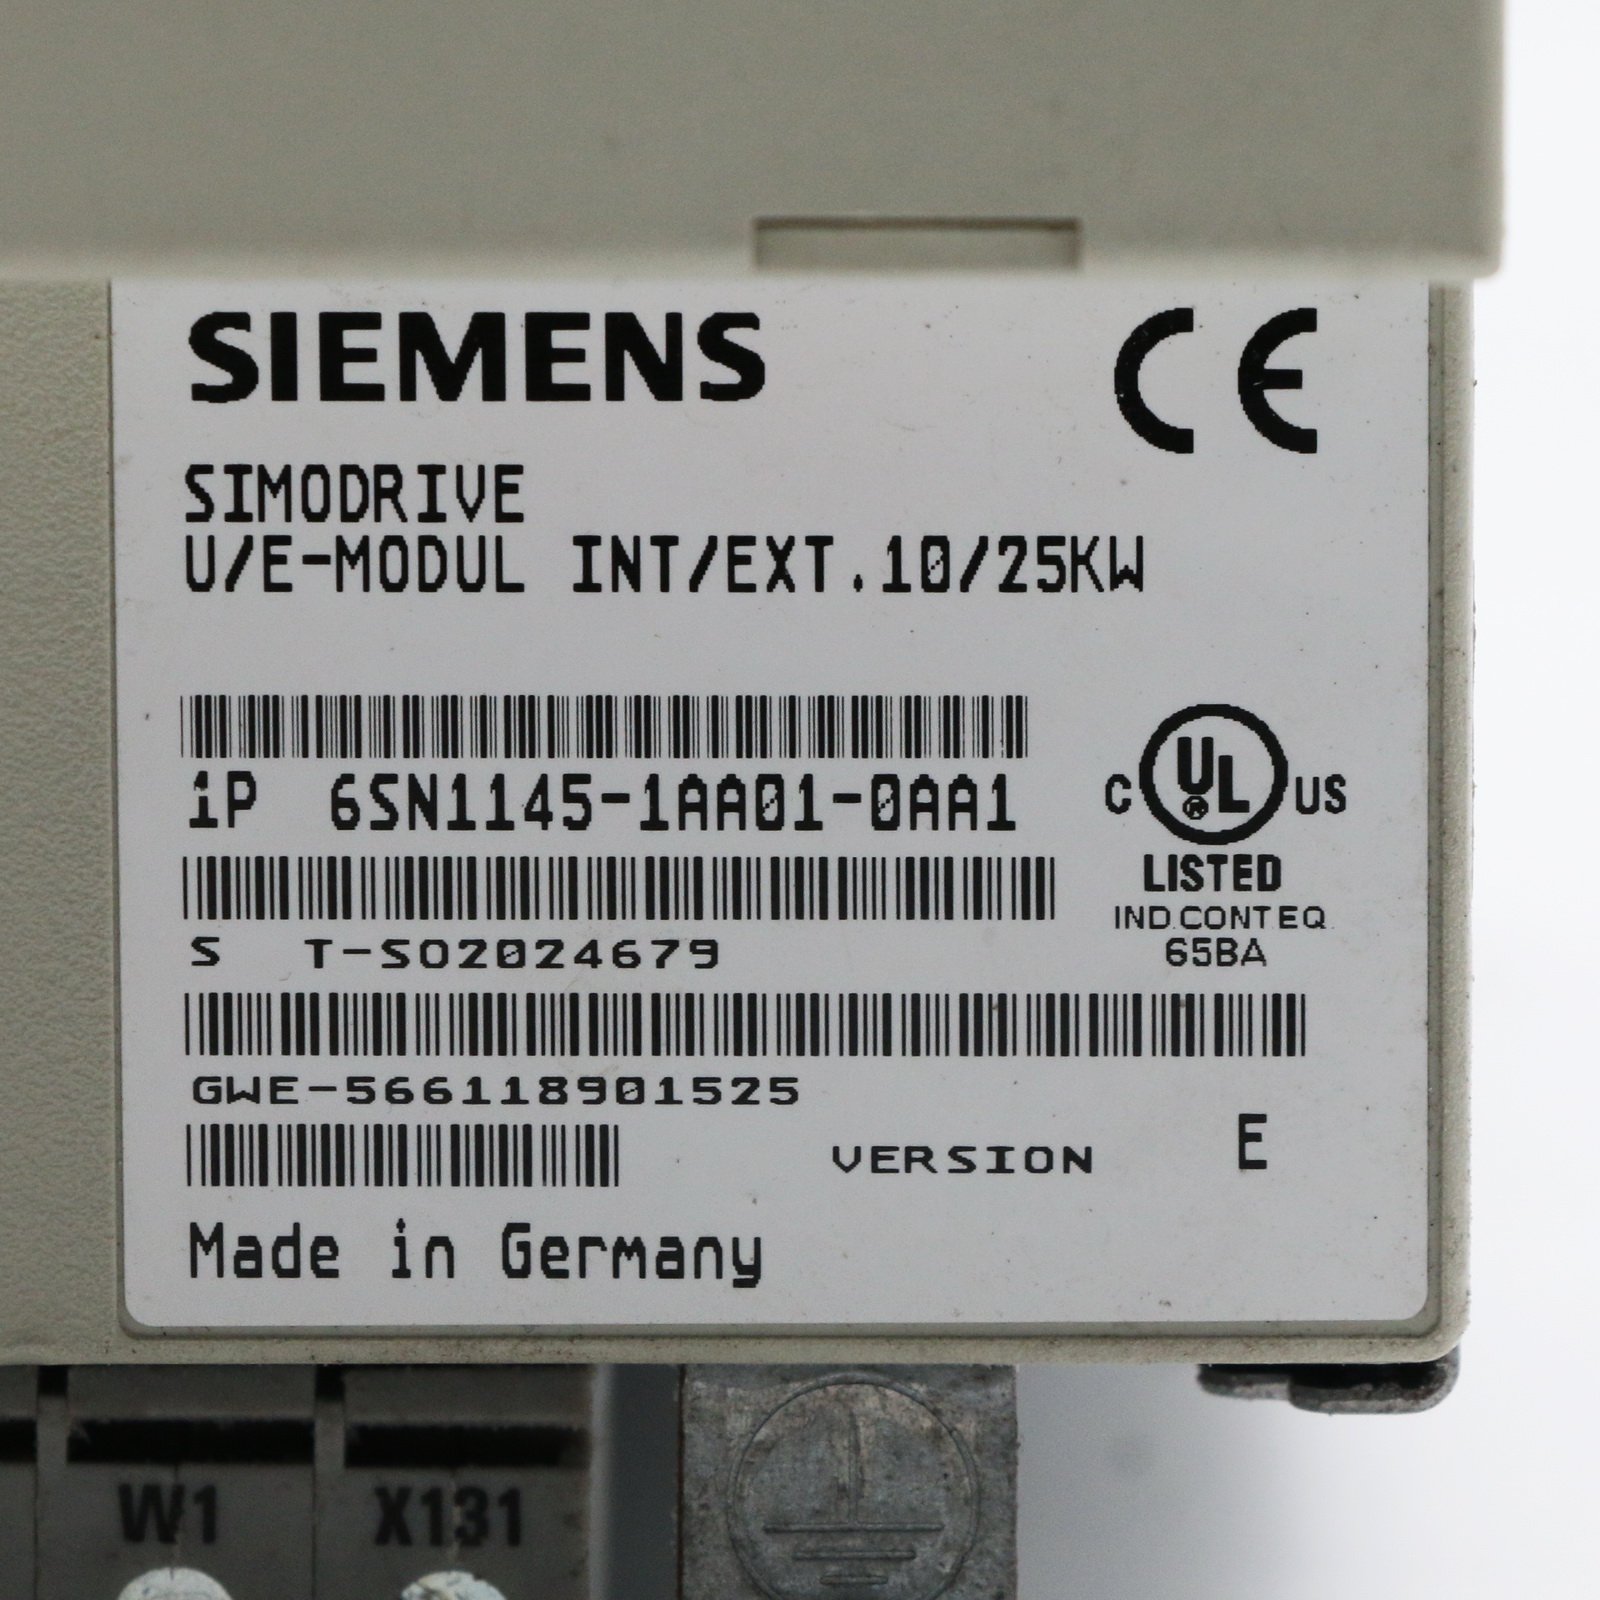 SIEMENS
CE
SIMODRIVE
U/E-MODUL INT/EXT.10/25KW
1P 6SN1145-1AA01-0AA1
C UL US
®
LISTED
IND.CONT EQ.
65BA
S T-S02024679
GWE-566118901525
VERSION E
Made in Germany
W1 X131